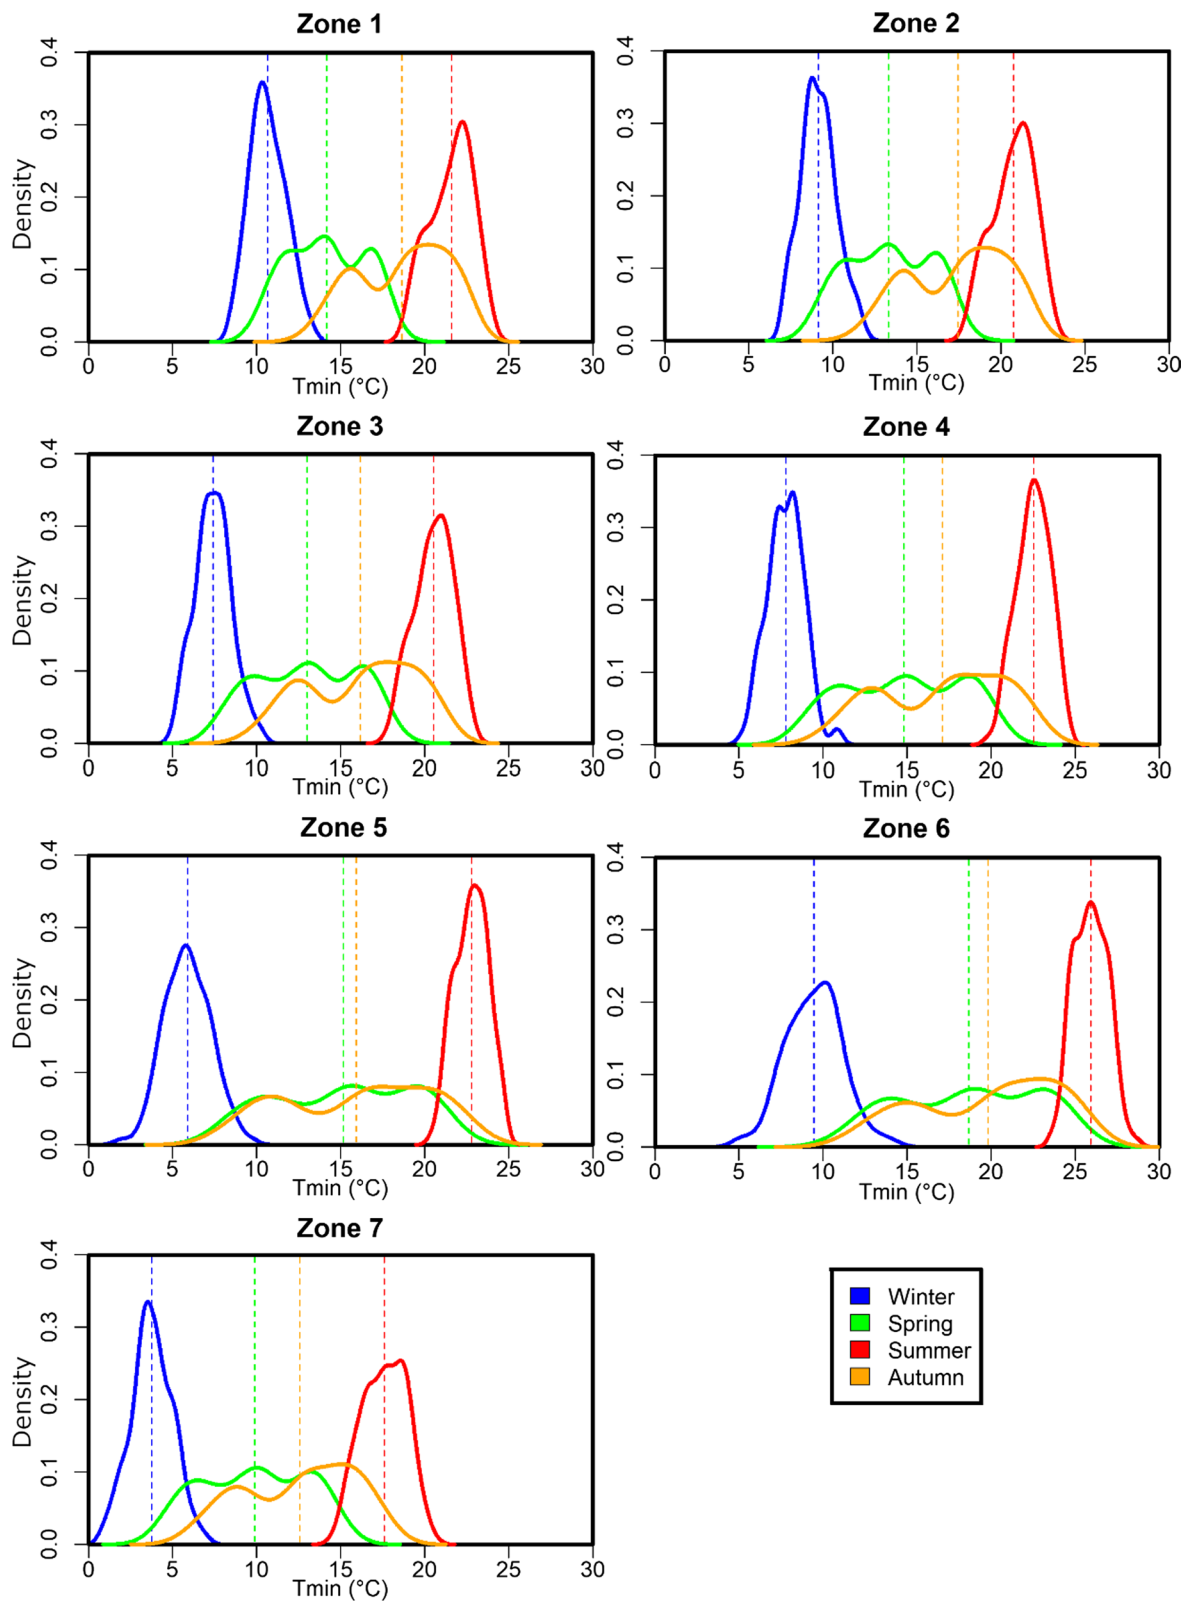 Zone 1
Density
0.0 0.1 0.2 0.3 0.4
0 5 10 15 20 25 30
Tmin (°C)
Zone 2
0.0 0.1 0.2 0.3 0.4
0 5 10 15 20 25 30
Tmin (°C)
Zone 3
Density
0.0 0.1 0.2 0.3 0.4
0 5 10 15 20 25 30
Tmin (°C)
Zone 4
0.0 0.1 0.2 0.3 0.4
0 5 10 15 20 25 30
Tmin (°C)
Zone 5
Density
0.0 0.1 0.2 0.3 0.4
0 5 10 15 20 25 30
Tmin (°C)
Zone 6
0.0 0.1 0.2 0.3 0.4
0 5 10 15 20 25 30
Tmin (°C)
Zone 7
Density
0.0 0.1 0.2 0.3 0.4
0 5 10 15 20 25 30
Tmin (°C)
Winter
Spring
Summer
Autumn